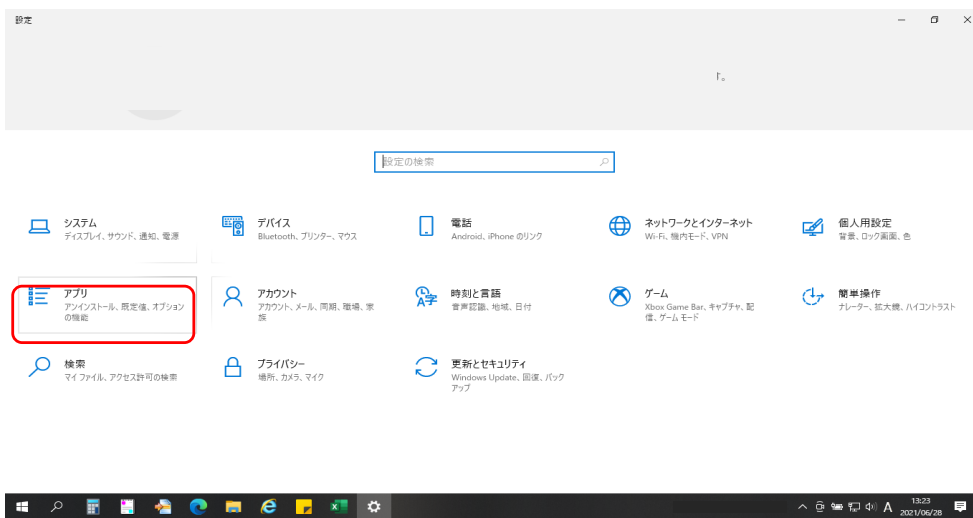 設定
す。
設定の検索
システム
ディスプレイ、サウンド、通知、電源
デバイス
Bluetooth、プリンター、マウス
電話
Android、iPhone のリンク
ネットワークとインターネット
Wi-Fi、機内モード、VPN
個人用設定
背景、ロック画面、色
アプリ
アンインストール、既定値、オプション
の機能
アカウント
アカウント、メール、同期、職場、家
族
時刻と言語
音声認識、地域、日付
ゲーム
Xbox Game Bar、キャプチャ、配
信、ゲーム モード
簡単操作
ナレーター、拡大鏡、ハイコントラスト
検索
マイ ファイル、アクセス許可の検索
プライバシー
場所、カメラ、マイク
更新とセキュリティ
Windows Update、回復、バック
アップ
A
13:23
2021/06/28